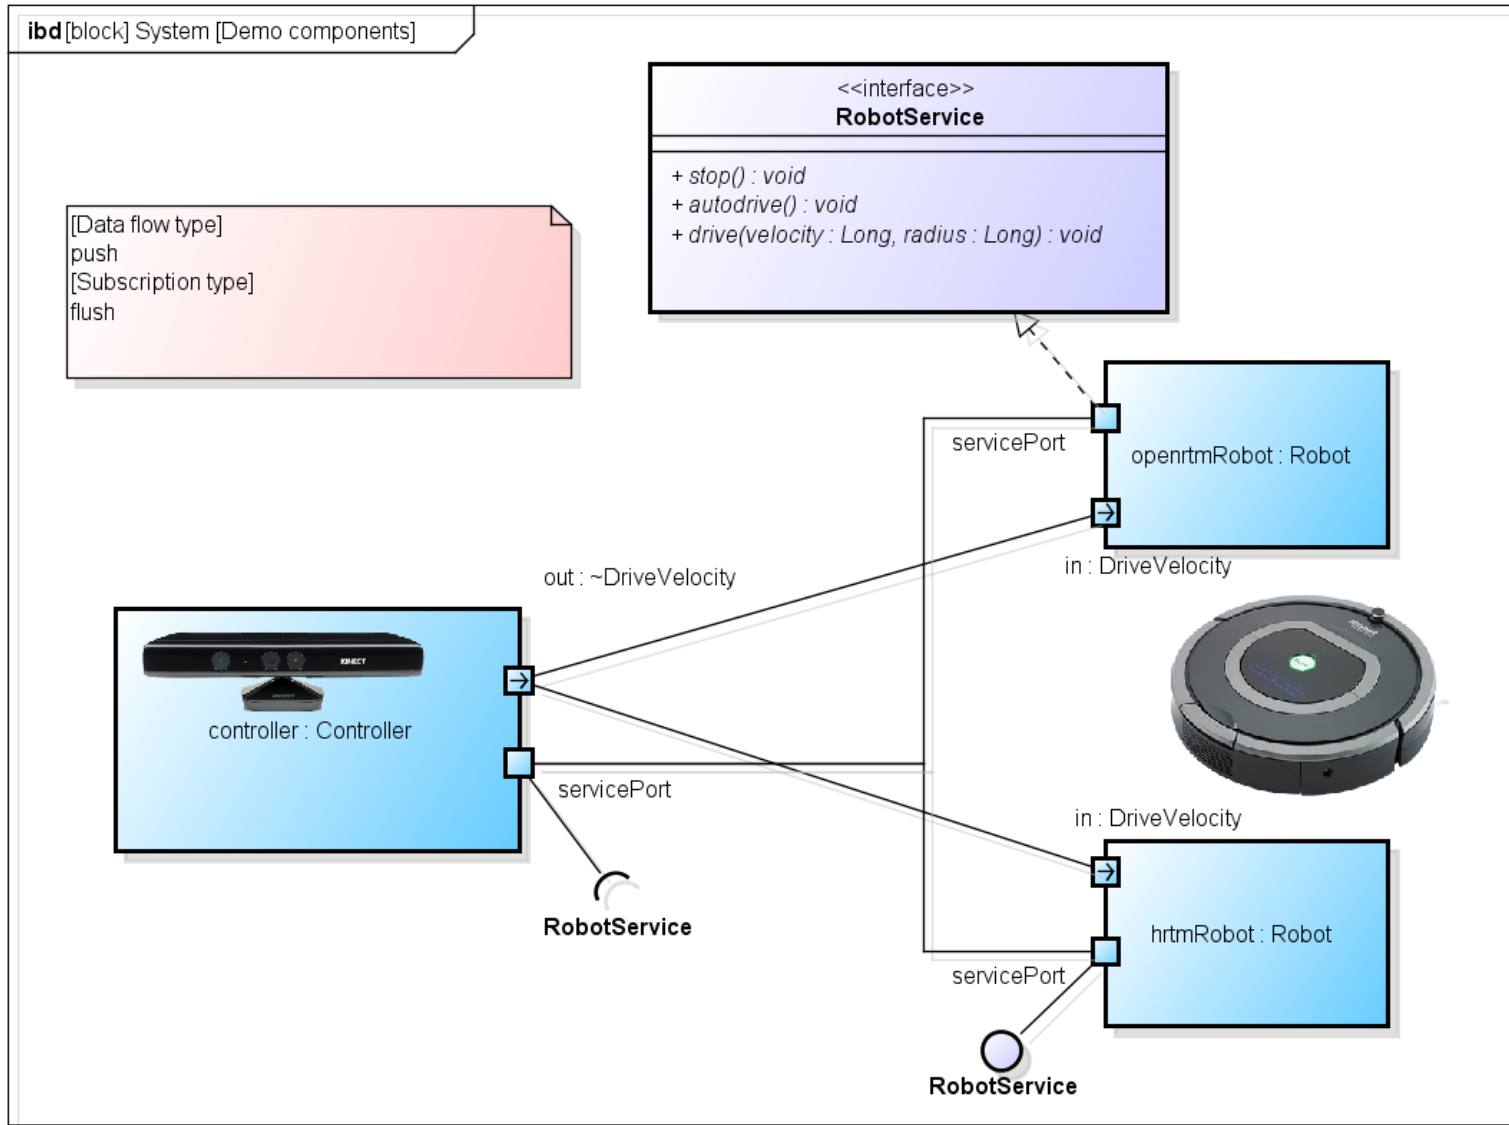 ibd [block] System [Demo components]
<<interface>>
RobotService
+ stop() : void
+ autodrive() : void
+ drive(velocity : Long, radius : Long) : void
[Data flow type]
push
[Subscription type]
flush
servicePort
openrtmRobot : Robot
in : DriveVelocity
out : ~DriveVelocity
KINECT
controller : Controller
servicePort
RobotService
in : DriveVelocity
hrtmRobot : Robot
servicePort
RobotService